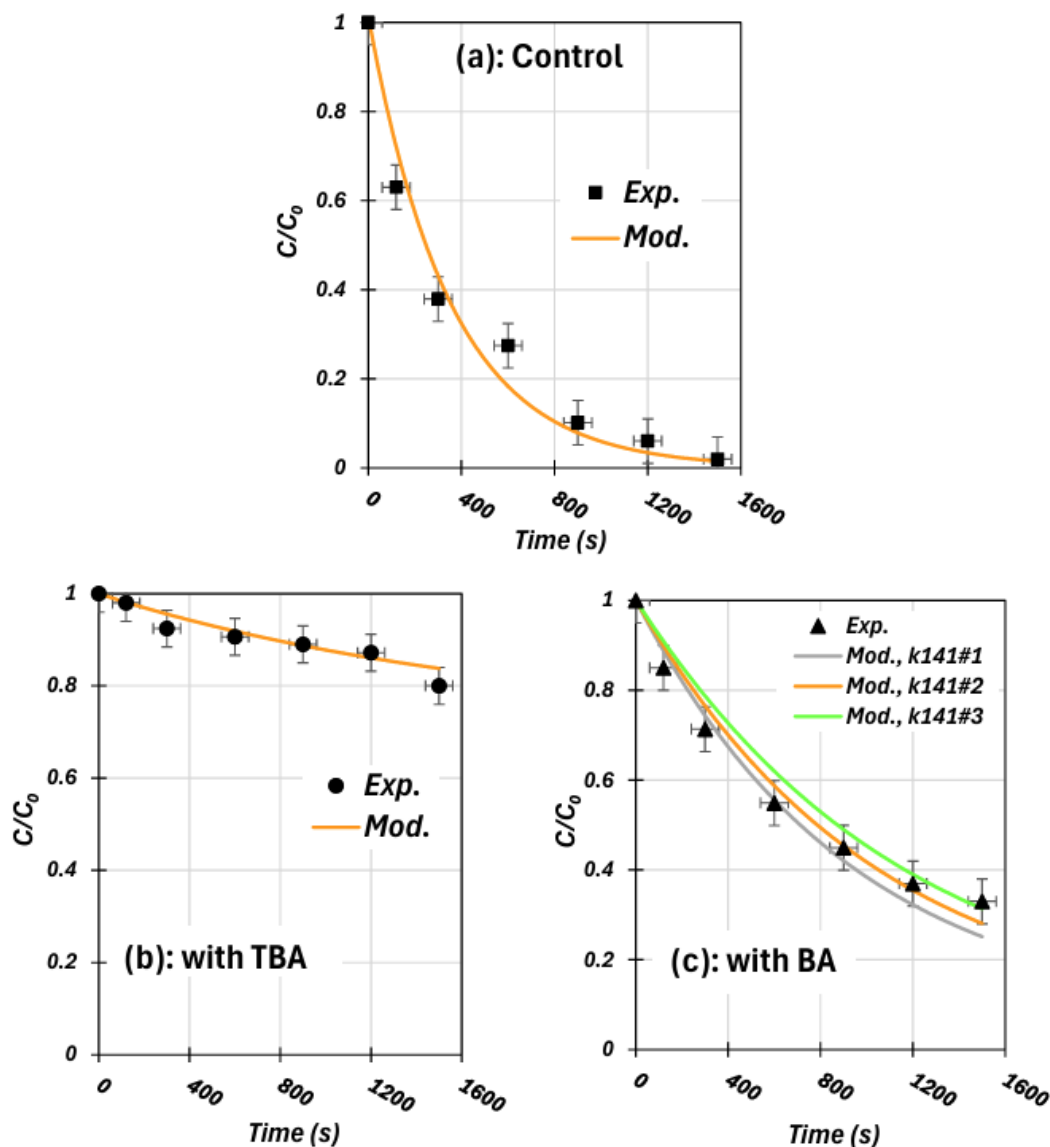 (a): Control
1
0.8
0.6
0.4
0.2
0
C/C₀
Exp.
Mod.
0
400
800
1200
1600
Time (s)
(b): with TBA
1
0.8
0.6
0.4
0.2
0
C/C₀
Exp.
Mod.
0
400
800
1200
1600
Time (s)
(c): with BA
1
0.8
0.6
0.4
0.2
0
C/C₀
Exp.
Mod., k141#1
Mod., k141#2
Mod., k141#3
0
400
800
1200
1600
Time (s)